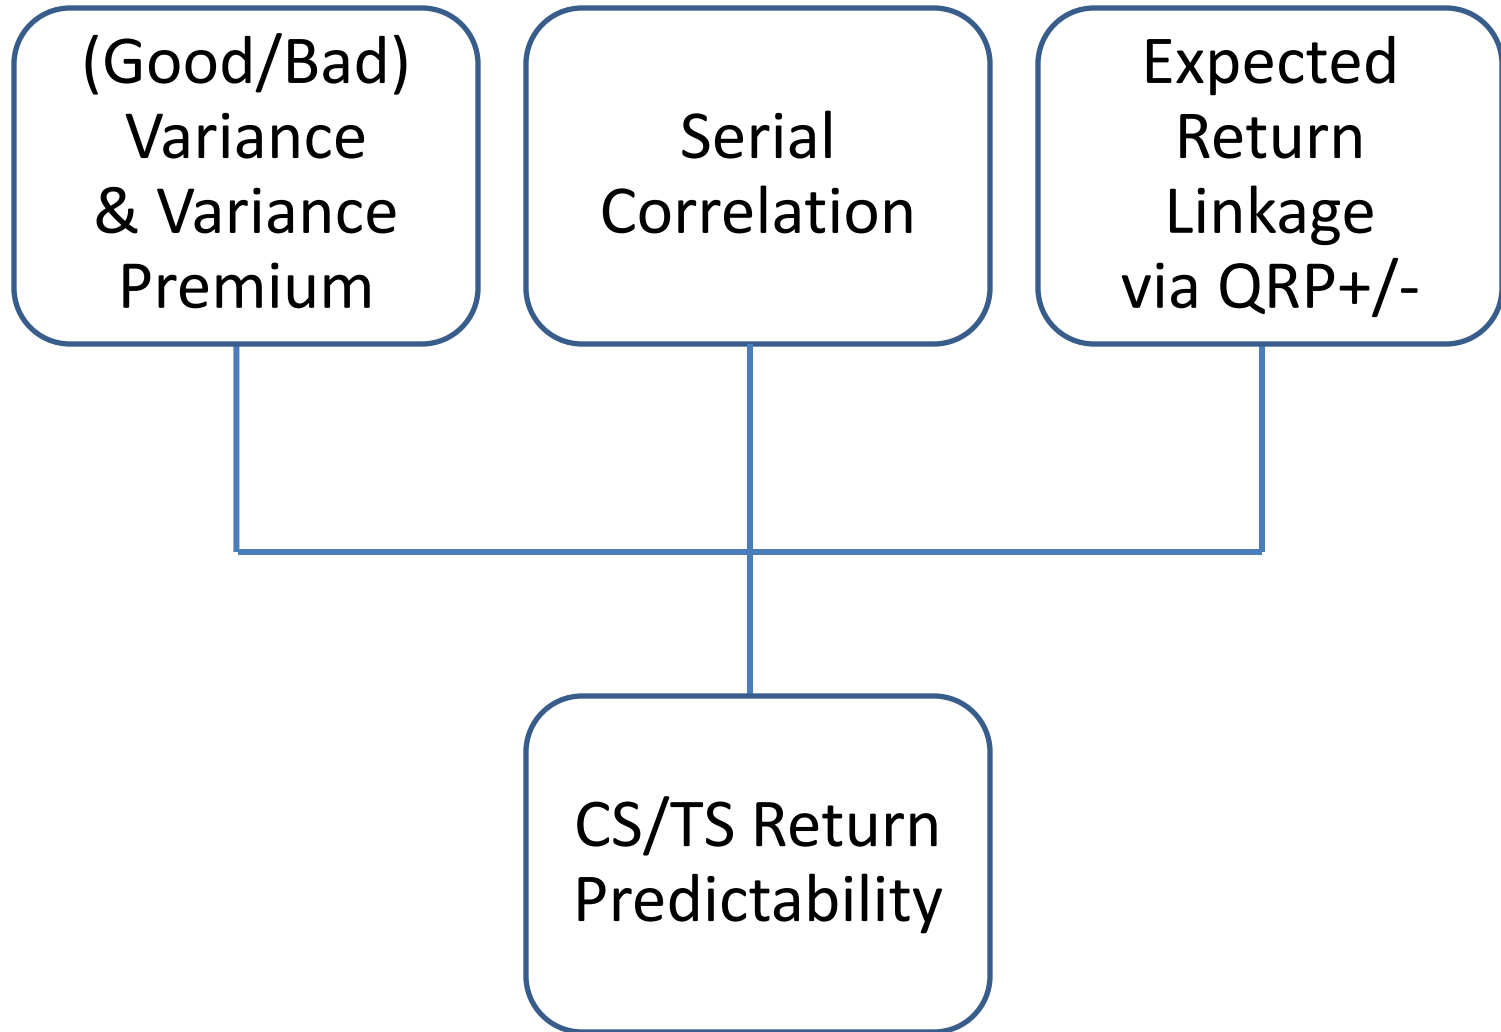 (Good/Bad)
Variance
& Variance
Premium
Serial
Correlation
Expected
Return
Linkage
via QRP+/-
CS/TS Return
Predictability